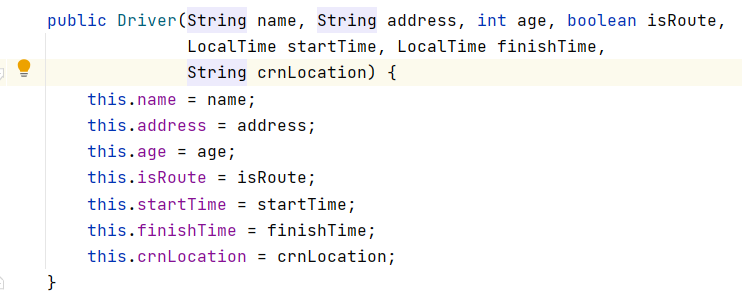 public Driver(String name, String address, int age, boolean isRoute,
LocalTime startTime, LocalTime finishTime,
String crnLocation) {
this.name = name;
this.address = address;
this.age = age;
this.isRoute = isRoute;
this.startTime = startTime;
this.finishTime = finishTime;
this.crnLocation = crnLocation;
}